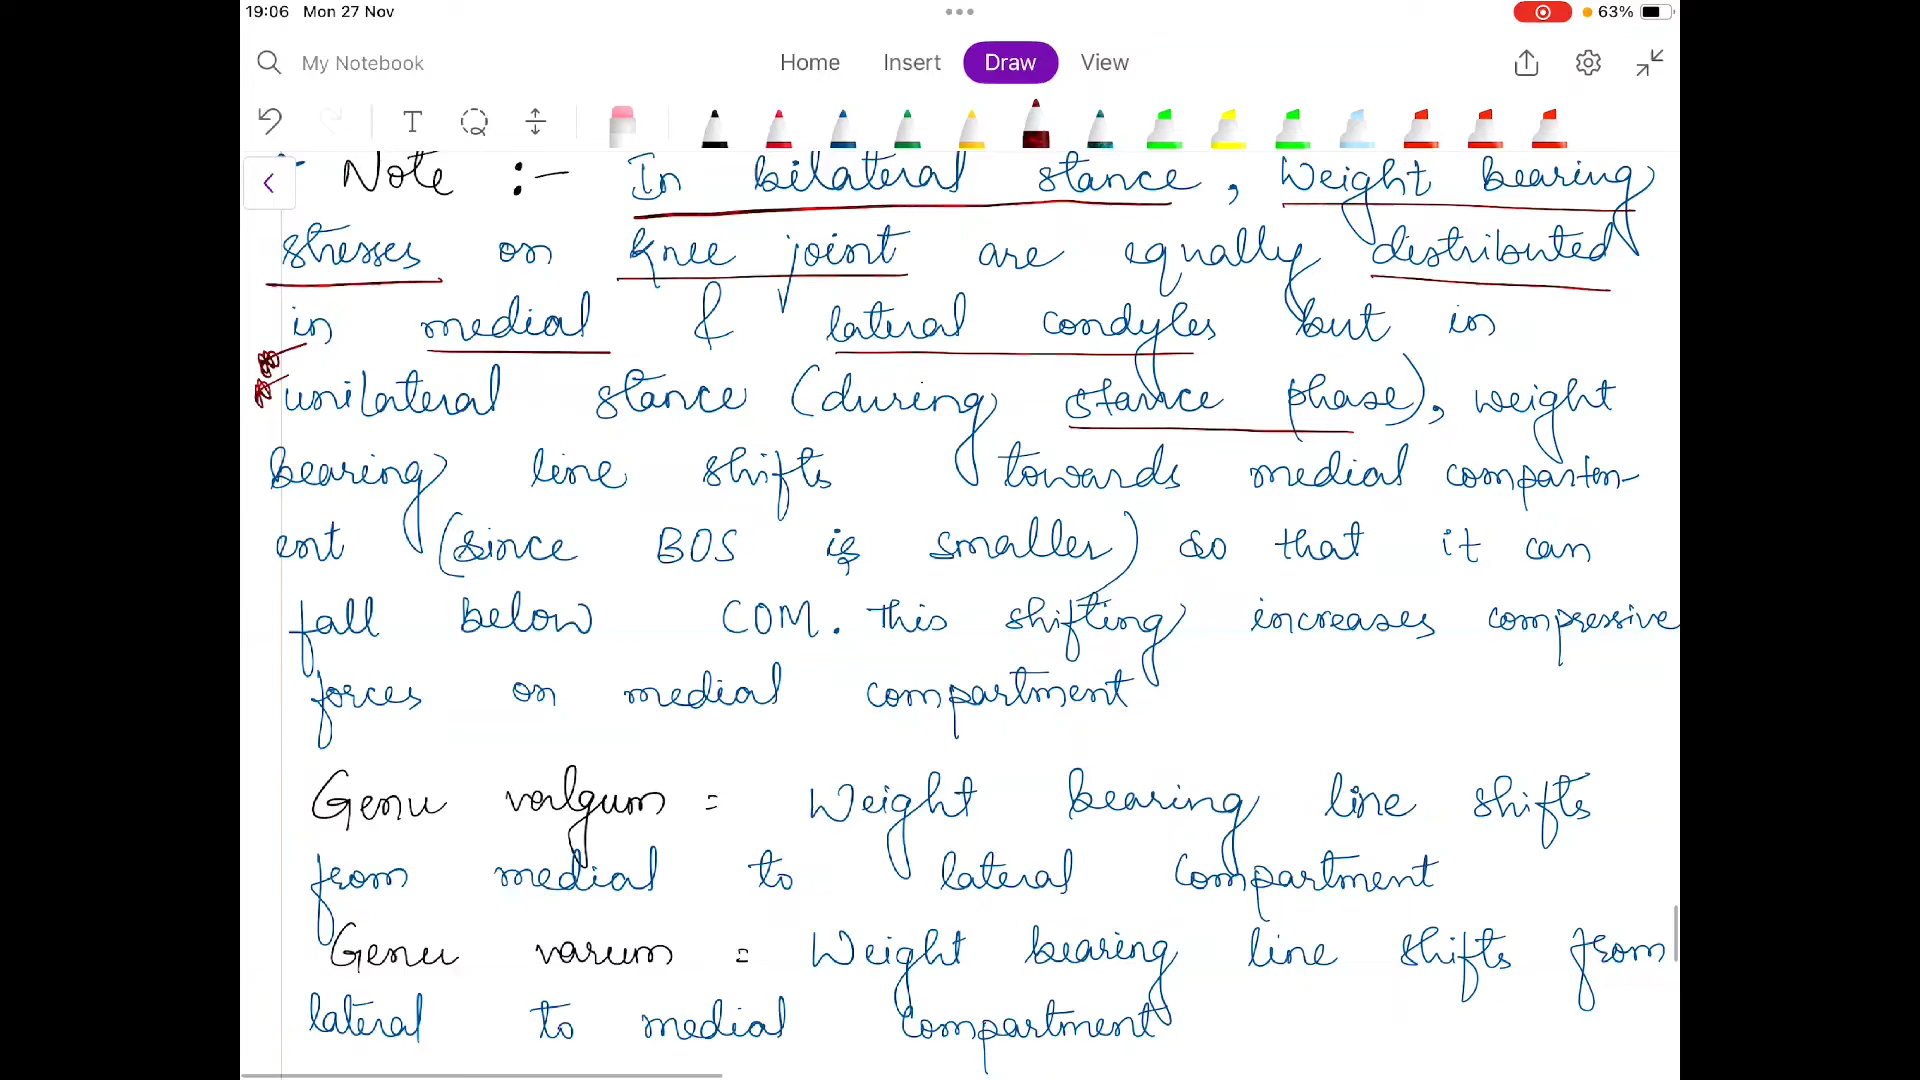 19:06 Mon 27 Nov
63%
My Notebook
Home Insert Draw View
T
Note :- In bilateral stance, Weight bearing
stresses on knee joint are equally distributed
in medial & lateral condyles but in
unilateral stance (during stance phase), weight
bearing line shifts towards medial compartm-
ent (since BOS is smaller) so that it can
fall below COM. This shifting increases compressive
forces on medial compartment
Genu valgum = Weight bearing line shifts
from medial to lateral compartment
Genu varum = Weight bearing line shifts from
lateral to medial compartment